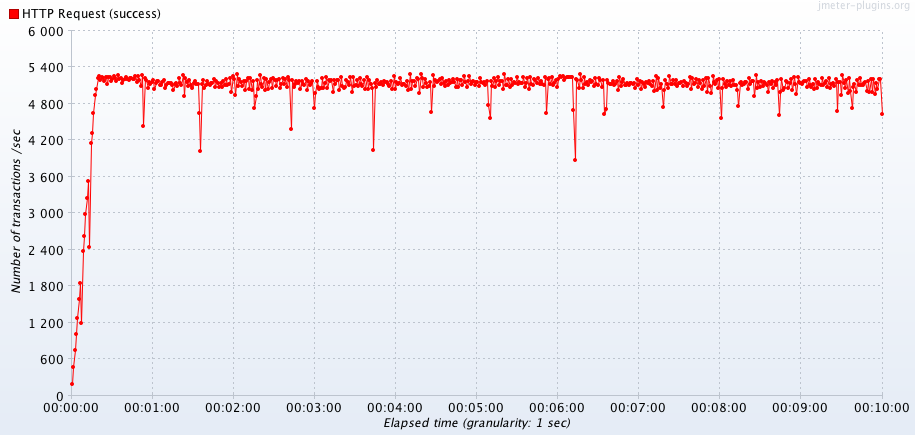 HTTP Request (success)
jmeter-plugins.org
6 000
5 400
4 800
4 200
3 600
3 000
2 400
1 800
1 200
600
0
Number of transactions /sec
00:00:00 00:01:00 00:02:00 00:03:00 00:04:00 00:05:00 00:06:00 00:07:00 00:08:00 00:09:00 00:10:00
Elapsed time (granularity: 1 sec)